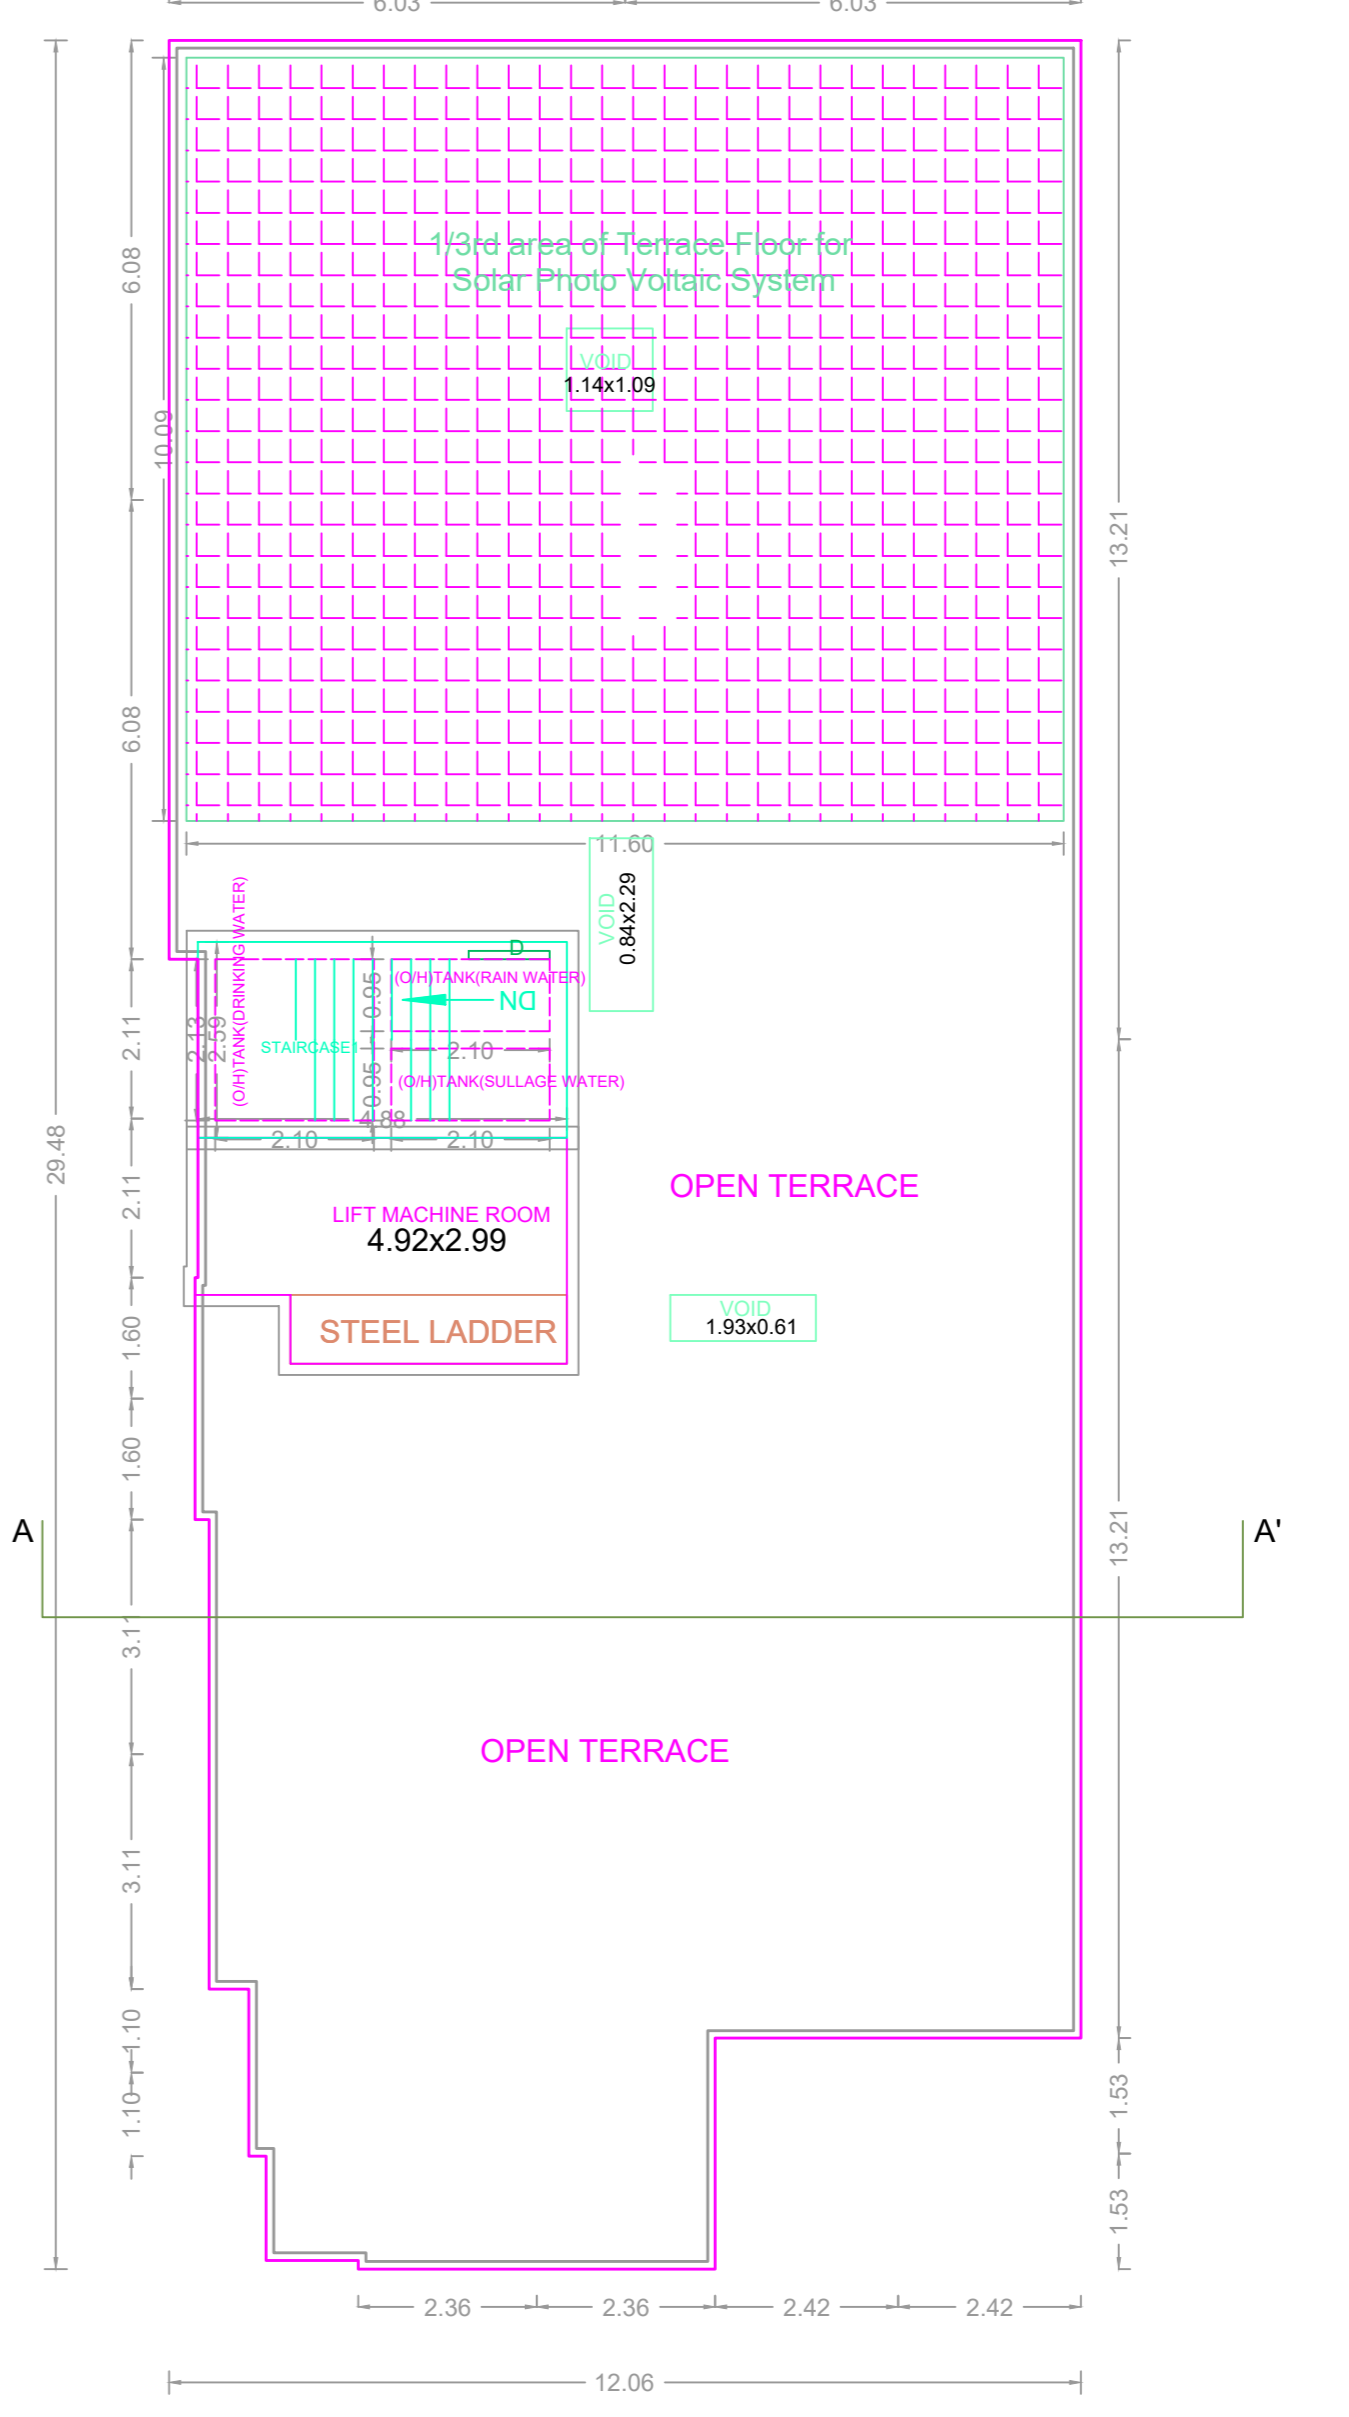 6.03
6.03
6.08
1/3rd area of Terrace Floor for
Solar Photo Voltaic System
VOID
1.14x1.09
10.09
13.21
6.08
11.60
VOID
0.84x2.29
(O/H)TANK(DRINKING WATER)
D
(O/H)TANK(RAIN WATER)
0.95
DN
2.11
2.13
2.59
STAIRCASE1
2.10
0.95
(O/H)TANK(SULLAGE WATER)
4.88
2.10
2.10
29.48
2.11
OPEN TERRACE
LIFT MACHINE ROOM
4.92x2.99
VOID
1.93x0.61
1.60
STEEL LADDER
1.60
A
A'
13.21
3.11
OPEN TERRACE
3.11
1.10
1.10
1.53
1.53
2.36
2.36
2.42
2.42
12.06